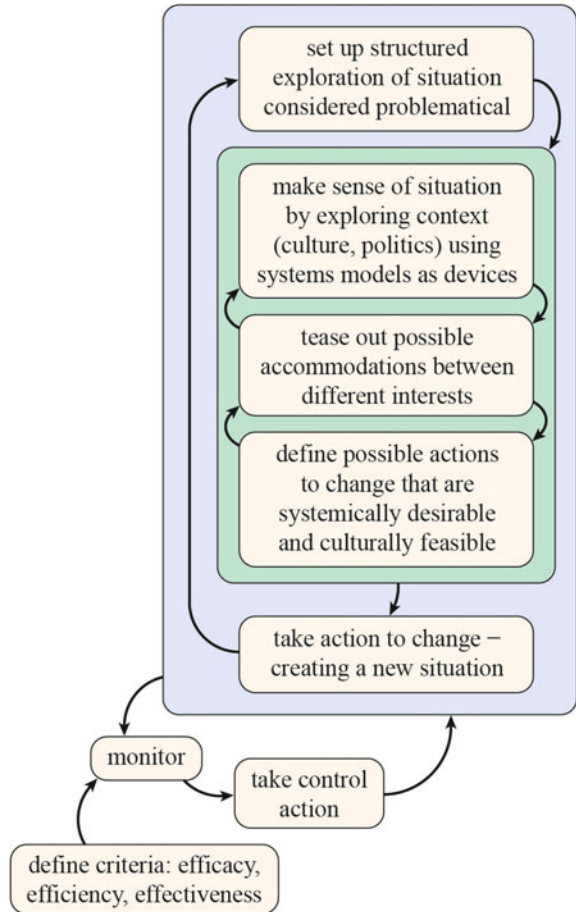 set up structured
exploration of situation
considered problematical
make sense of situation
by exploring context
(culture, politics) using
systems models as devices
tease out possible
accommodations between
different interests
define possible actions
to change that are
systemically desirable
and culturally feasible
take action to change –
creating a new situation
monitor
take control
action
define criteria: efficacy,
efficiency, effectiveness